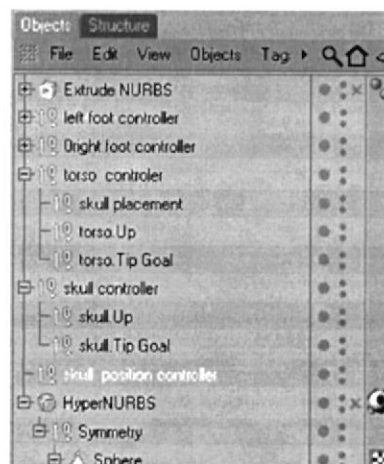 Objects Structure
File Edit View Objects Tag:
Extrude NURBS
left foot controller
0right foot controller
torso controler
skull placement
torso.Up
torso.Tip Goal
skull controller
skull.Up
skull.Tip Goal
skull position controller
HyperNURBS
Symmetry
Sphere